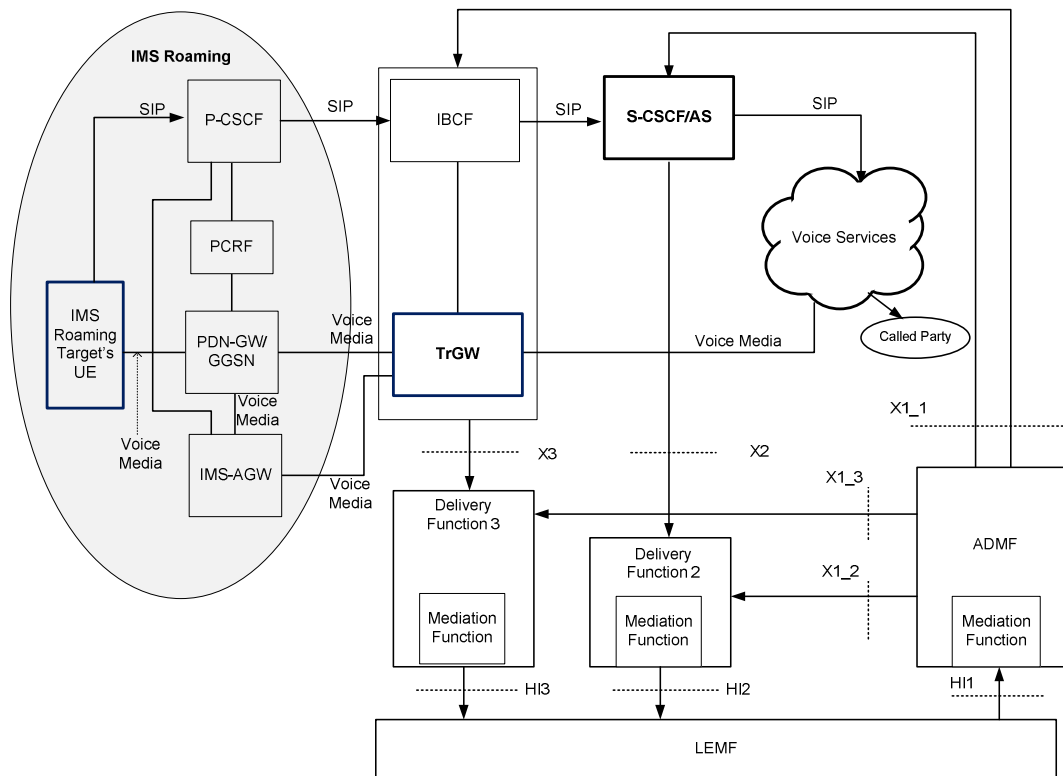 IMS Roaming
SIP
P-CSCF
SIP
IBCF
SIP
S-CSCF/AS
SIP
PCRF
Voice Services
IMS
Roaming
Target's
UE
PDN-GW/
GGSN
Voice
Media
TrGW
Voice Media
Called Party
Voice
Media
Voice
Media
IMS-AGW
Voice
Media
X1_1
X3
X2
X1_3
Delivery
Function 3
ADMF
Delivery
Function 2
X1_2
Mediation
Function
Mediation
Function
Mediation
Function
HI3
HI2
HI1
LEMF